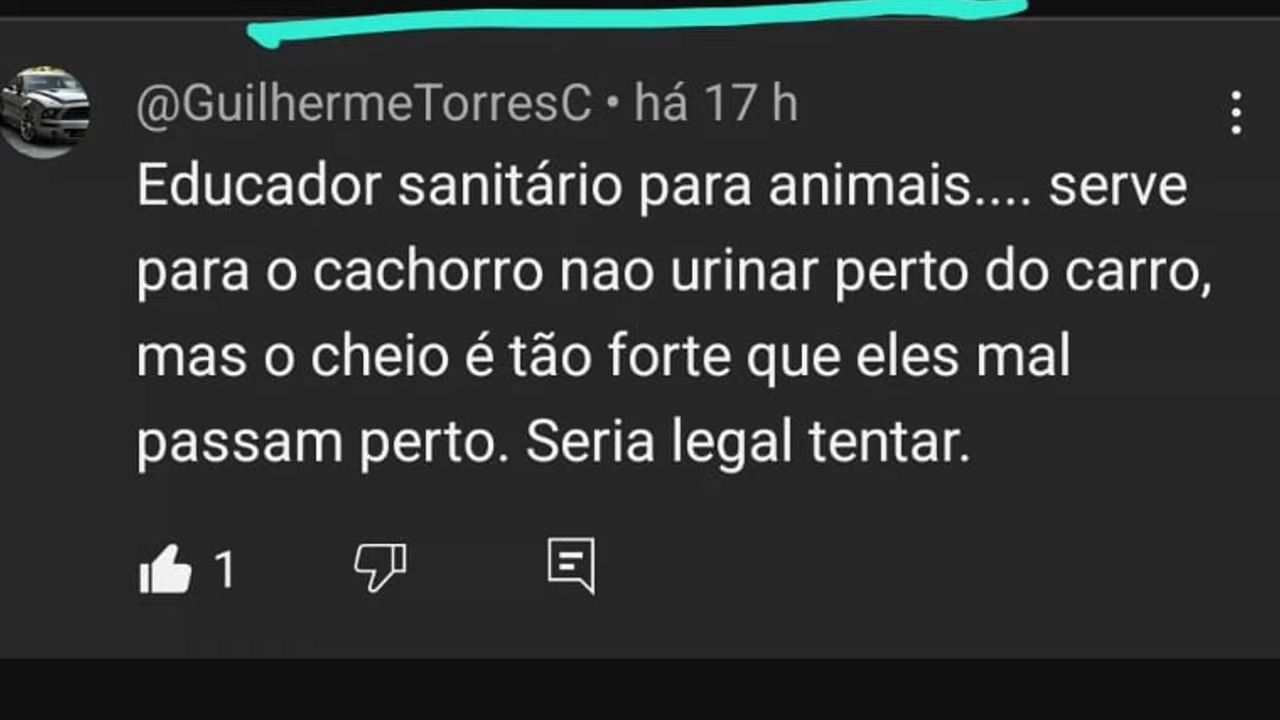 @GuilhermeTorresC • há 17 h
Educador sanitário para animais.... serve
para o cachorro nao urinar perto do carro,
mas o cheio é tão forte que eles mal
passam perto. Seria legal tentar.
1